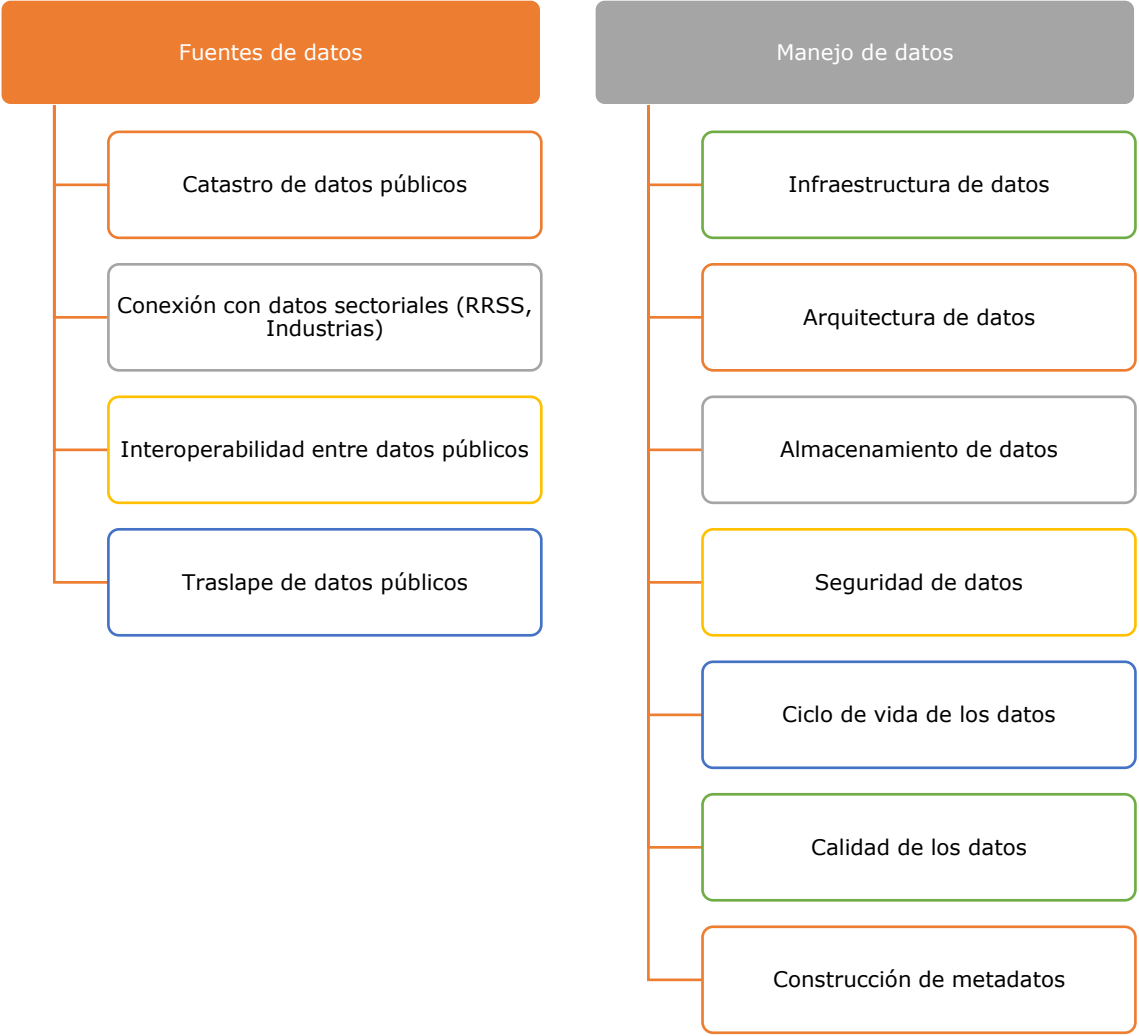 Fuentes de datos
Catastro de datos públicos
Conexión con datos sectoriales (RRSS,
Industrias)
Interoperabilidad entre datos públicos
Traslape de datos públicos
Manejo de datos
Infraestructura de datos
Arquitectura de datos
Almacenamiento de datos
Seguridad de datos
Ciclo de vida de los datos
Calidad de los datos
Construcción de metadatos